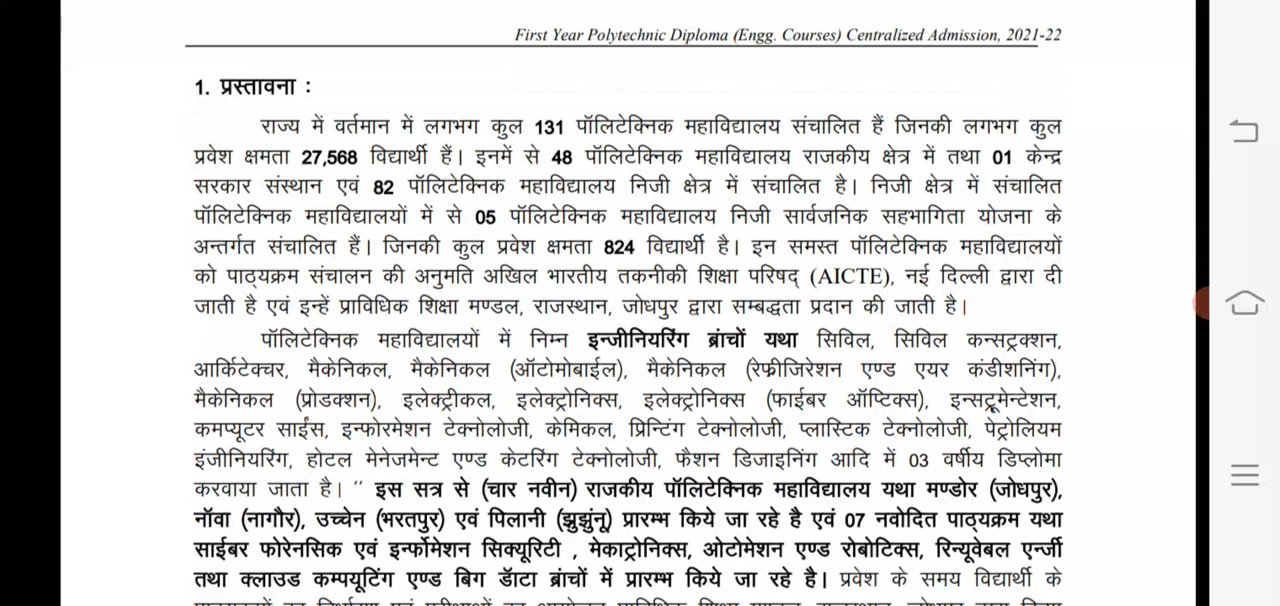 First Year Polytechnic Diploma (Engg. Courses) Centralized Admission, 2021-22
1. प्रस्तावना :
राज्य में वर्तमान में लगभग कुल 131 पॉलिटेक्निक महाविद्यालय संचालित हैं जिनकी लगभग कुल
प्रवेश क्षमता 27,568 विद्यार्थी हैं। इनमें से 48 पॉलिटेक्निक महाविद्यालय राजकीय क्षेत्र में तथा 01 केन्द्र
सरकार संस्थान एवं 82 पॉलिटेक्निक महाविद्यालय निजी क्षेत्र में संचालित है। निजी क्षेत्र में संचालित
पॉलिटेक्निक महाविद्यालयों में से 05 पॉलिटेक्निक महाविद्यालय निजी सार्वजनिक सहभागिता योजना के
अन्तर्गत संचालित हैं। जिनकी कुल प्रवेश क्षमता 824 विद्यार्थी है। इन समस्त पॉलिटेक्निक महाविद्यालयों
को पाठ्यक्रम संचालन की अनुमति अखिल भारतीय तकनीकी शिक्षा परिषद् (AICTE), नई दिल्ली द्वारा दी
जाती है एवं इन्हें प्राविधिक शिक्षा मण्डल, राजस्थान, जोधपुर द्वारा सम्बद्धता प्रदान की जाती है।
पॉलिटेक्निक महाविद्यालयों में निम्न इन्जीनियरिंग ब्रांचों यथा सिविल, सिविल कन्सट्रक्शन,
आर्किटेक्चर, मैकेनिकल, मैकेनिकल (ऑटोमोबाईल), मैकेनिकल (रेफ्रीजिरेशन एण्ड एयर कंडीशनिंग),
मैकेनिकल (प्रोडक्शन), इलेक्ट्रीकल, इलेक्ट्रोनिक्स, इलेक्ट्रोनिक्स (फाईबर ऑप्टिक्स), इन्सट्रूमेन्टेशन,
कमप्यूटर साईंस, इन्फोरमेशन टेक्नोलोजी, केमिकल, प्रिन्टिंग टेक्नोलोजी, प्लास्टिक टेक्नोलोजी, पेट्रोलियम
इंजीनियरिंग, होटल मेनेजमेन्ट एण्ड केटरिंग टेक्नोलोजी, फैशन डिजाइनिंग आदि में 03 वर्षीय डिप्लोमा
करवाया जाता है। '' इस सत्र से (चार नवीन) राजकीय पॉलिटेक्निक महाविद्यालय यथा मण्डोर (जोधपुर),
नॉवा (नागौर), उच्चेन (भरतपुर) एवं पिलानी (झुझुंनू) प्रारम्भ किये जा रहे है एवं 07 नवोदित पाठ्यक्रम यथा
साईबर फोरेनसिक एवं इन्फोमेशन सिक्यूरिटी , मेकाट्रोनिक्स, ओटोमेशन एण्ड रोबोटिक्स, रिन्यूवेबल एर्न्जी
तथा क्लाउड कम्पयूटिंग एण्ड बिग डॅाटा ब्रांचों में प्रारम्भ किये जा रहे है। प्रवेश के समय विद्यार्थी के